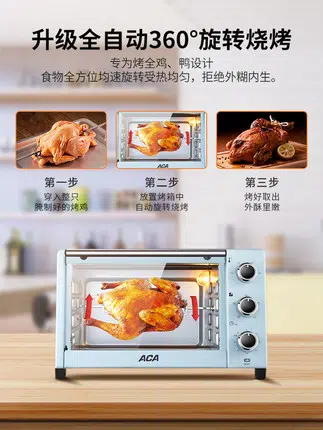 升级全自动360°旋转烧烤
专为烤全鸡、鸭设计
食物全方位均速旋转受热均匀，拒绝外糊内生。
ACA
第一步
第二步
第三步
穿入整只
腌制好的烤鸡
放置烤箱中
自动旋转烧烤
烤好取出
外酥里嫩
ACA